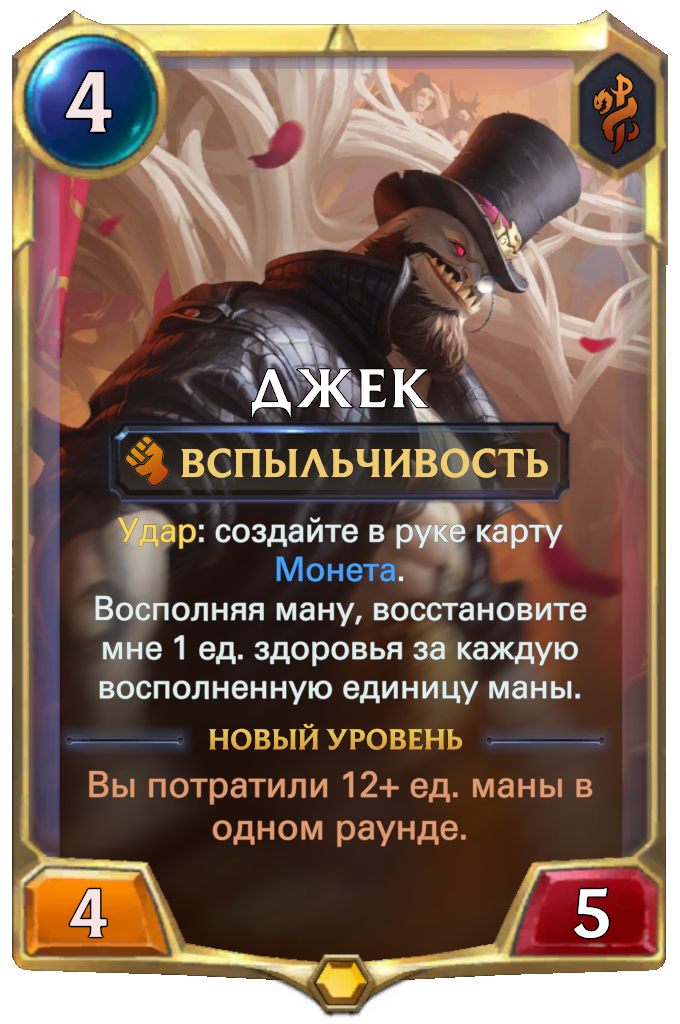 4
ДЖЕК
ВСПЫЛЬЧИВОСТЬ
Удар: создайте в руке карту
Монета.
Восполняя ману, восстановите
мне 1 ед. здоровья за каждую
восполненную единицу маны.
НОВЫЙ УРОВЕНЬ
Вы потратили 12+ ед. маны в
одном раунде.
4
5